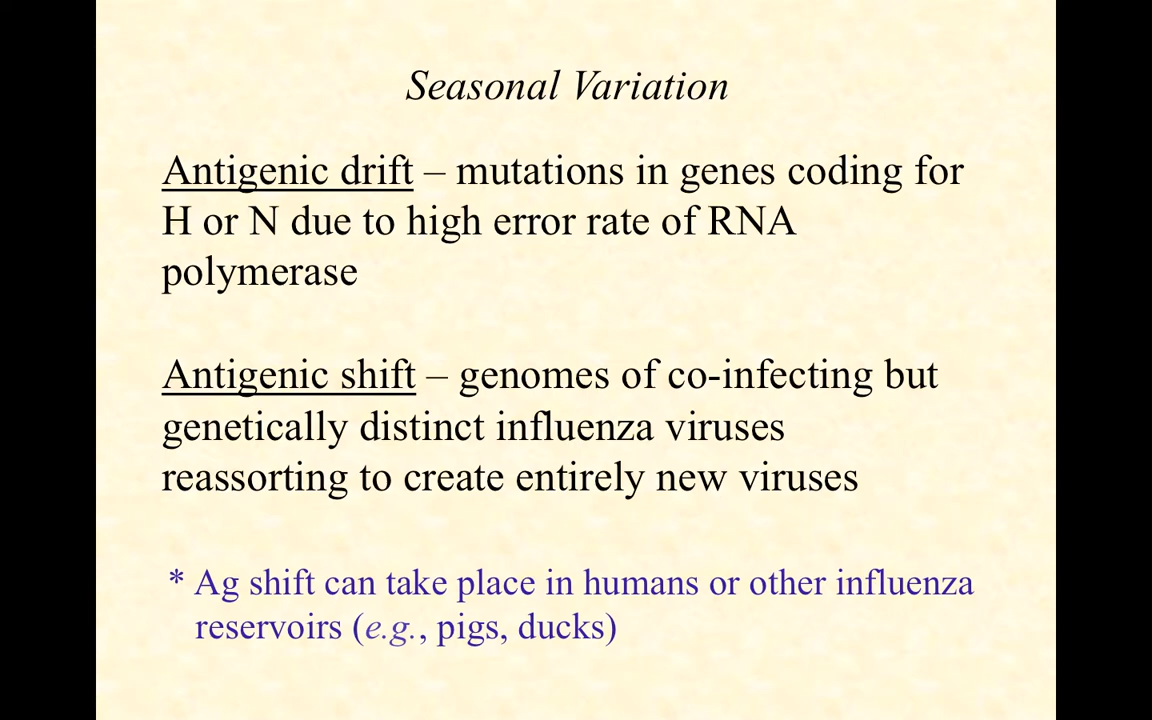 Seasonal Variation
Antigenic drift – mutations in genes coding for
H or N due to high error rate of RNA
polymerase
Antigenic shift – genomes of co-infecting but
genetically distinct influenza viruses
reassorting to create entirely new viruses
* Ag shift can take place in humans or other influenza
reservoirs (e.g., pigs, ducks)